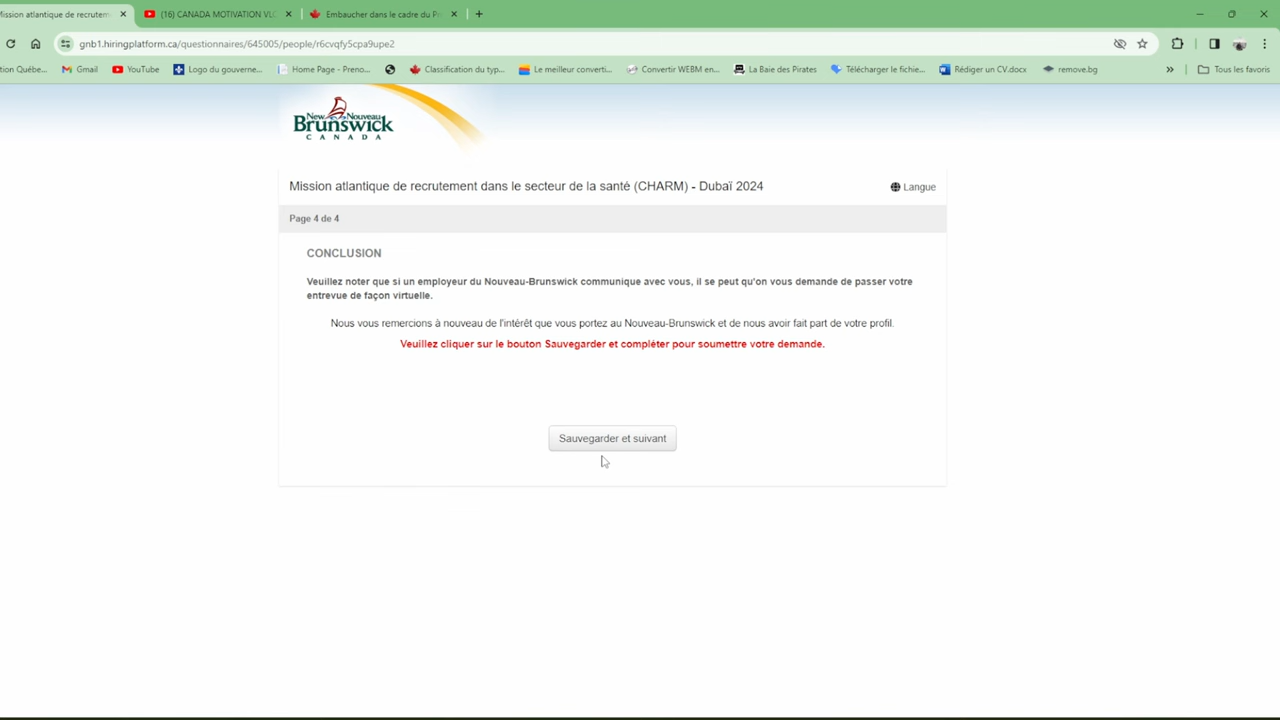 Mission atlantique de recrutem
(16) CANADA MOTIVATION VLO
Embaucher dans le cadre du Pr
gnb1.hiringplatform.ca/questionnaires/645005/people/r6cvqfy5cpa9upe2
tion Québe...
Gmail
YouTube
Logo du gouverne...
Home Page - Preno...
Classification du typ...
Le meilleur converti...
Convertir WEBM en...
La Baie des Pirates
Télécharger le fichie...
Rédiger un CV.docx
remove.bg
»
Tous les favoris
New Nouveau
Brunswick
CANADA
Mission atlantique de recrutement dans le secteur de la santé (CHARM) - Dubaï 2024
Langue
Page 4 de 4
CONCLUSION
Veuillez noter que si un employeur du Nouveau-Brunswick communique avec vous, il se peut qu'on vous demande de passer votre
entrevue de façon virtuelle.
Nous vous remercions à nouveau de l'intérêt que vous portez au Nouveau-Brunswick et de nous avoir fait part de votre profil.
Veuillez cliquer sur le bouton Sauvegarder et compléter pour soumettre votre demande.
Sauvegarder et suivant